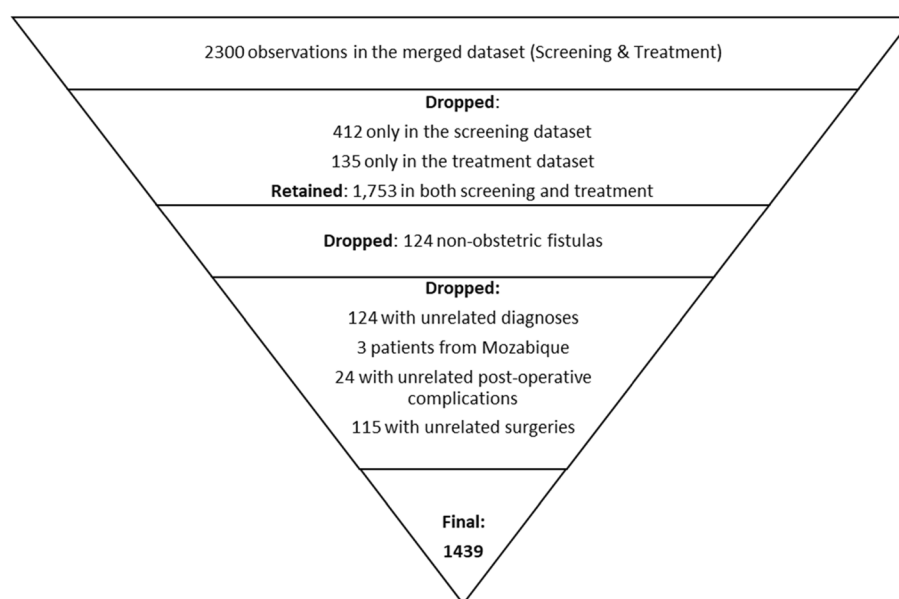 2300 observations in the merged dataset (Screening & Treatment)
Dropped:
412 only in the screening dataset
135 only in the treatment dataset
Retained: 1,753 in both screening and treatment
Dropped: 124 non-obstetric fistulas
Dropped:
124 with unrelated diagnoses
3 patients from Mozabique
24 with unrelated post-operative
complications
115 with unrelated surgeries
Final:
1439